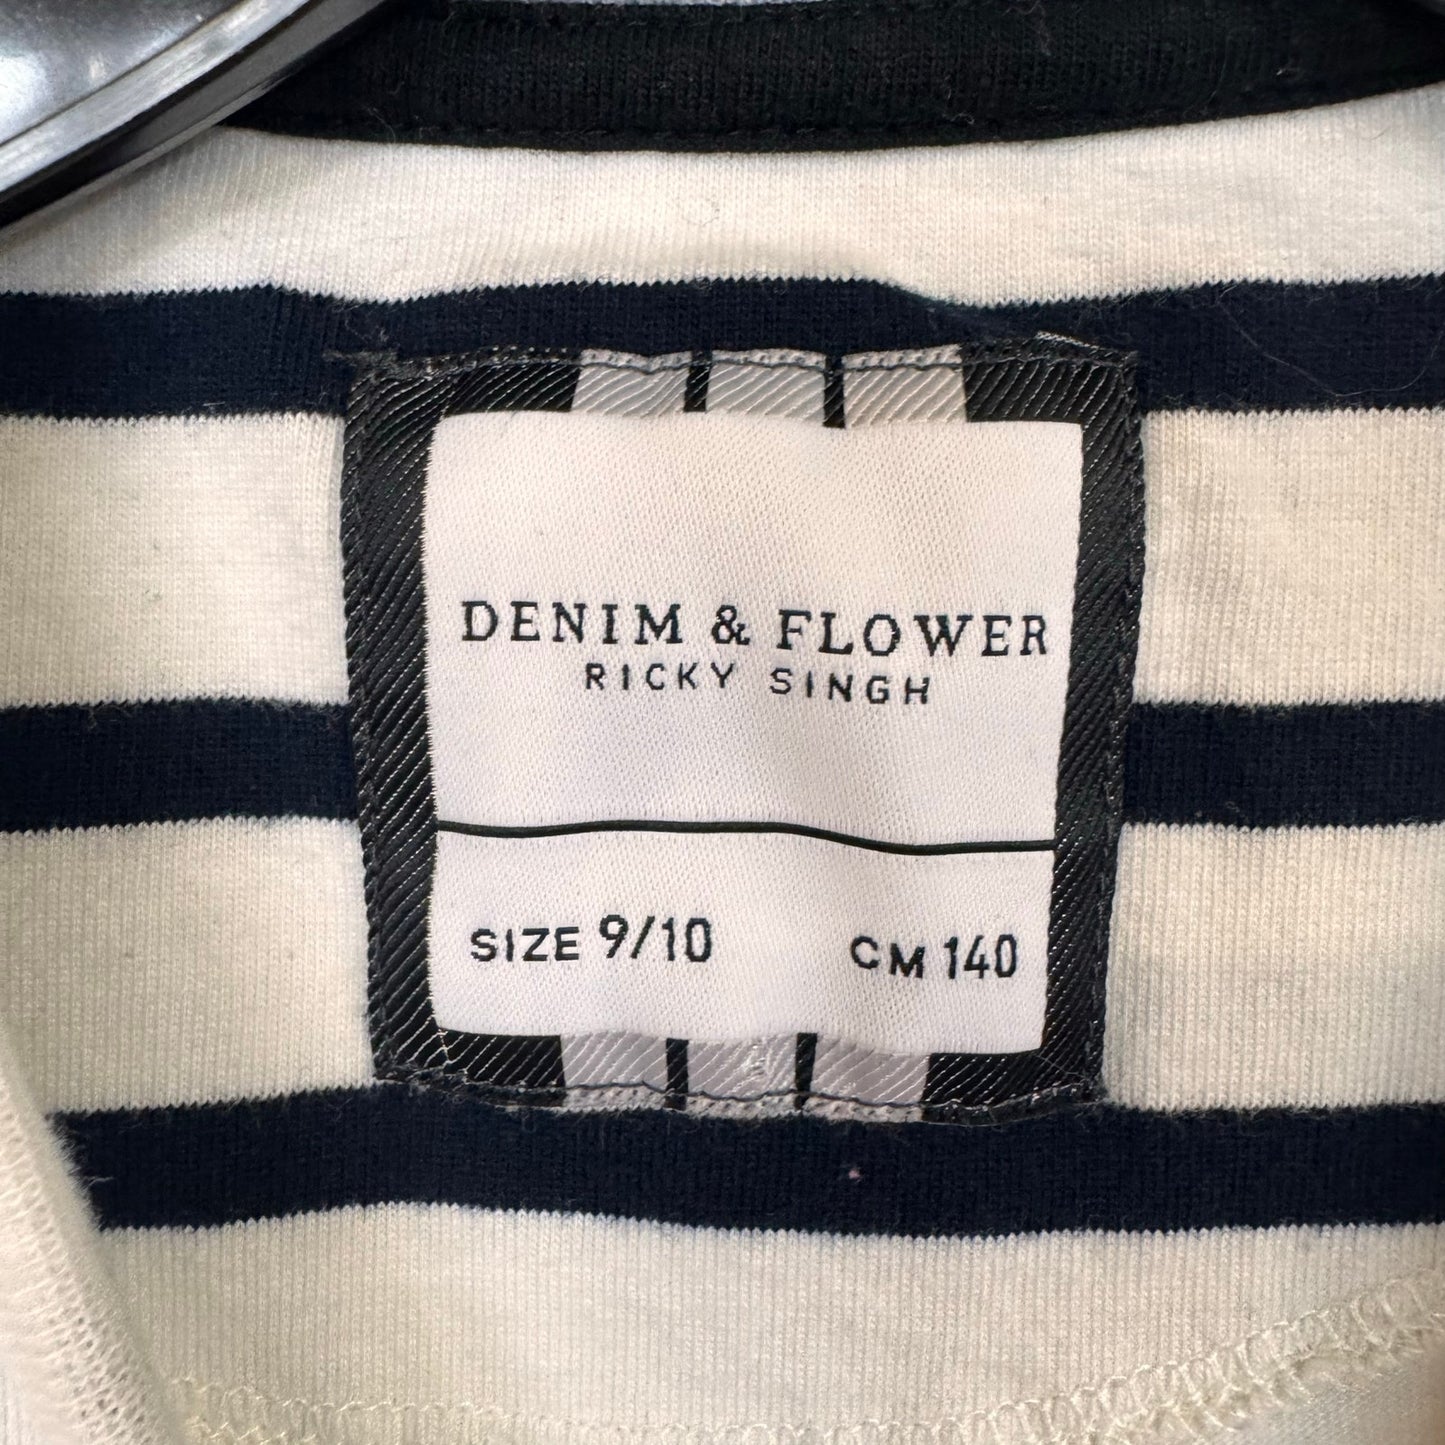 DENIM & FLOWER
RICKY SINGH
SIZE 9/10 CM 140